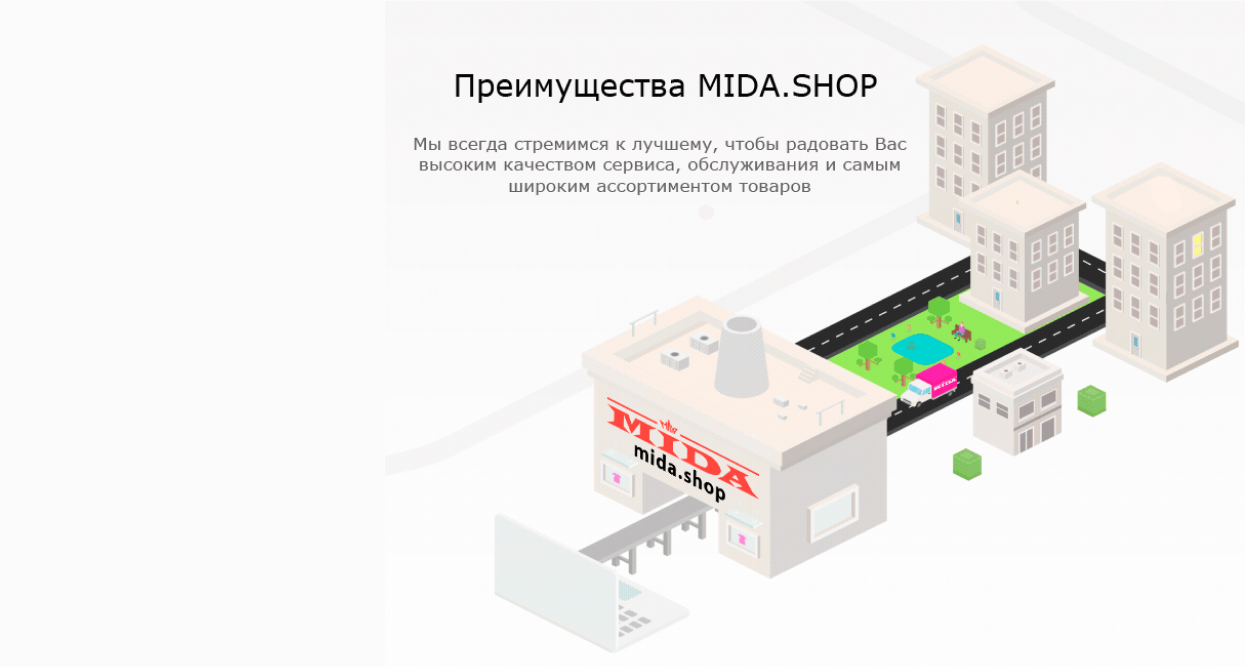 Преимущества MIDA.SHOP
Мы всегда стремимся к лучшему, чтобы радовать Вас
высоким качеством сервиса, обслуживания и самым
широким ассортиментом товаров
MIDA
mida.shop